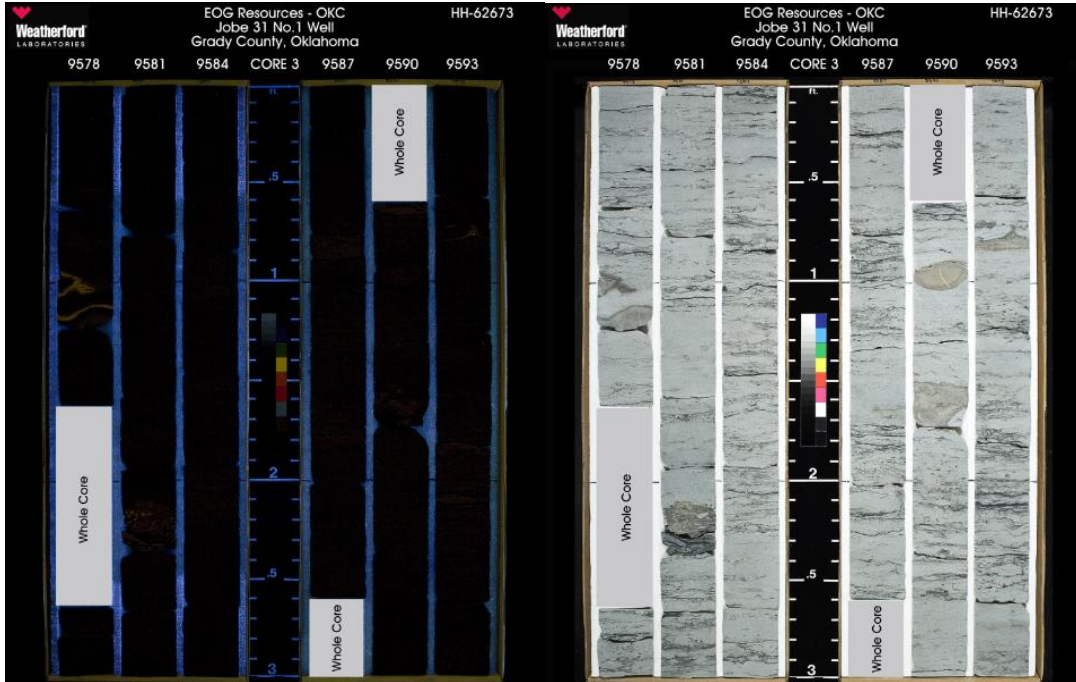 Weatherford
LABORATORIES
EOG Resources - OKC
Jobe 31 No.1 Well
Grady County, Oklahoma
HH-62673
9578 9581 9584 CORE 3 9587 9590 9593
ft.
.5
1
2
.5
3
Whole Core
Whole Core
Whole Core
Weatherford
LABORATORIES
EOG Resources - OKC
Jobe 31 No.1 Well
Grady County, Oklahoma
HH-62673
9578 9581 9584 CORE 3 9587 9590 9593
ft.
.5
1
2
.5
3
Whole Core
Whole Core
Whole Core